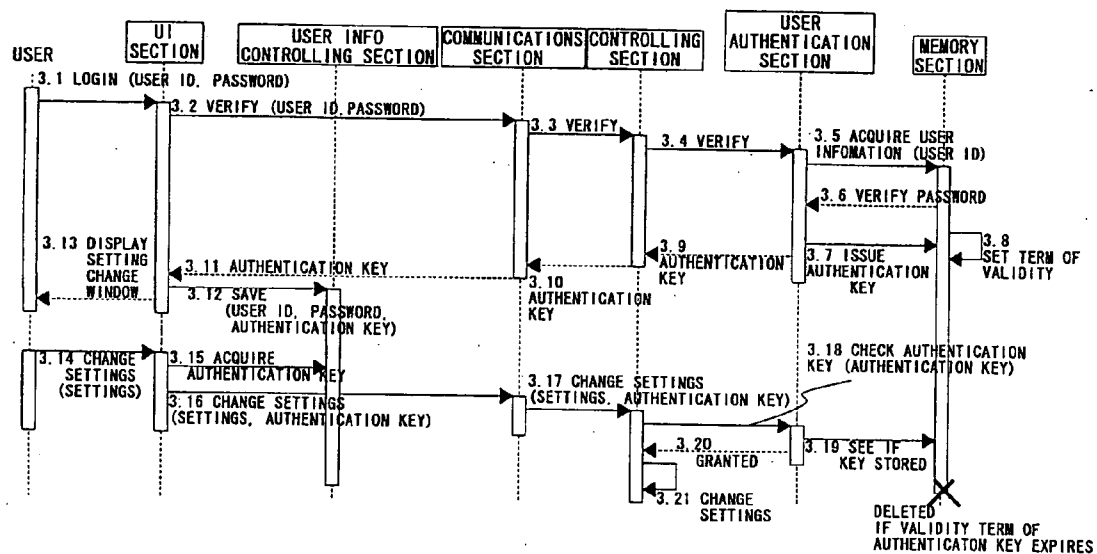 USER
UI
SECTION
USER INFO
CONTROLLING SECTION
COMMUNICATIONS
SECTION
CONTROLLING
SECTION
USER
AUTHENTICATION
SECTION
MEMORY
SECTION
3.1 LOGIN (USER ID, PASSWORD)
3.2 VERIFY (USER ID, PASSWORD)
3.3 VERIFY
3.4 VERIFY
3.5 ACQUIRE USER
INFOMATION (USER ID)
3.6 VERIFY PASSWORD
3.7 ISSUE
AUTHENTICATION
KEY
3.8
SET TERM OF
VALIDITY
3.9
AUTHENTICATION
KEY
3.10
AUTHENTICATION
KEY
3.11 AUTHENTICATION KEY
3.12 SAVE
(USER ID, PASSWORD,
AUTHENTICATION KEY)
3.13 DISPLAY
SETTING
CHANGE
WINDOW
3.14 CHANGE
SETTINGS
(SETTINGS)
3.15 ACQUIRE
AUTHENTICATION KEY
3.16 CHANGE SETTINGS
(SETTINGS, AUTHENTICATION KEY)
3.17 CHANGE SETTINGS
(SETTINGS, AUTHENTICATION KEY)
3.18 CHECK AUTHENTICATION
KEY (AUTHENTICATION KEY)
3.19 SEE IF
KEY STORED
3.20
GRANTED
3.21 CHANGE
SETTINGS
DELETED
IF VALIDITY TERM OF
AUTHENTICATON KEY EXPIRES